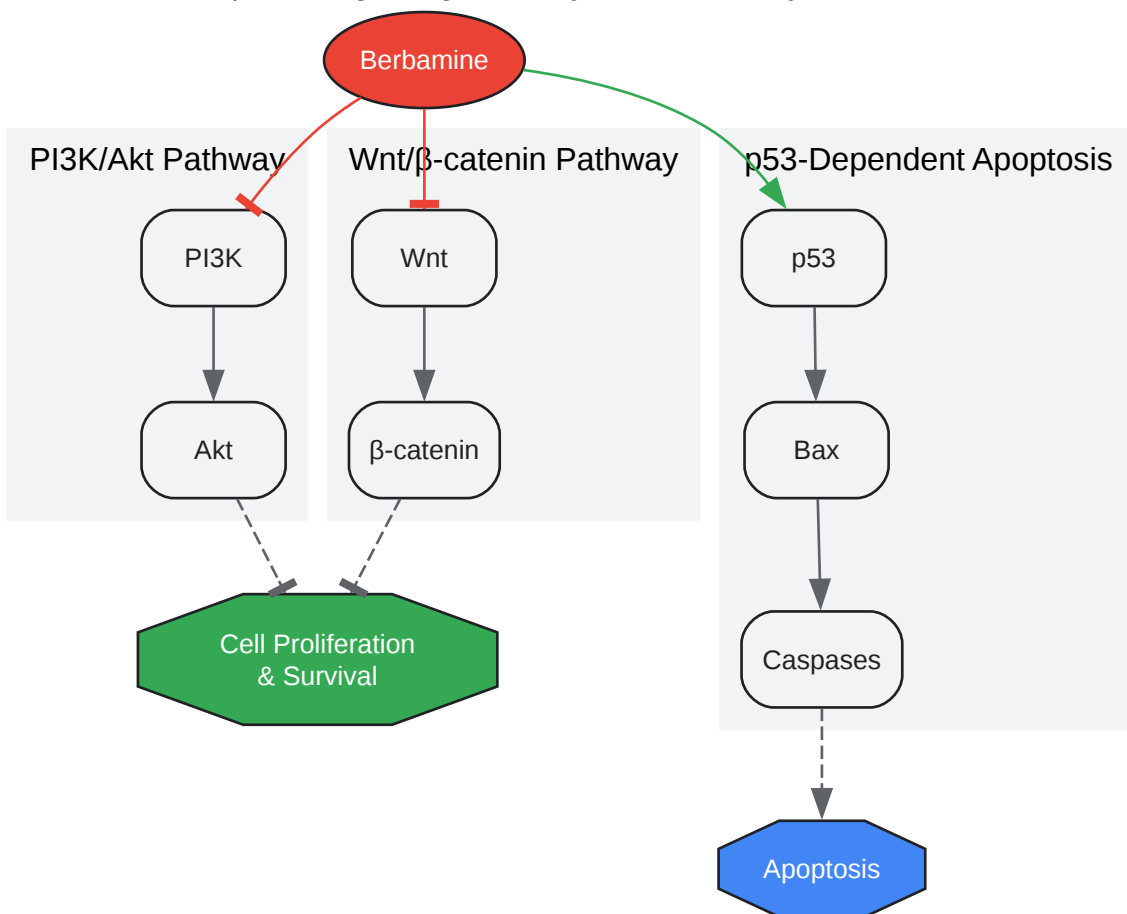 Berbamine
PI3K/Akt Pathway
Wnt/β-catenin Pathway
p53-Dependent Apoptosis
PI3K
Wnt
p53
Akt
β-catenin
Bax
Cell Proliferation
& Survival
Caspases
Apoptosis